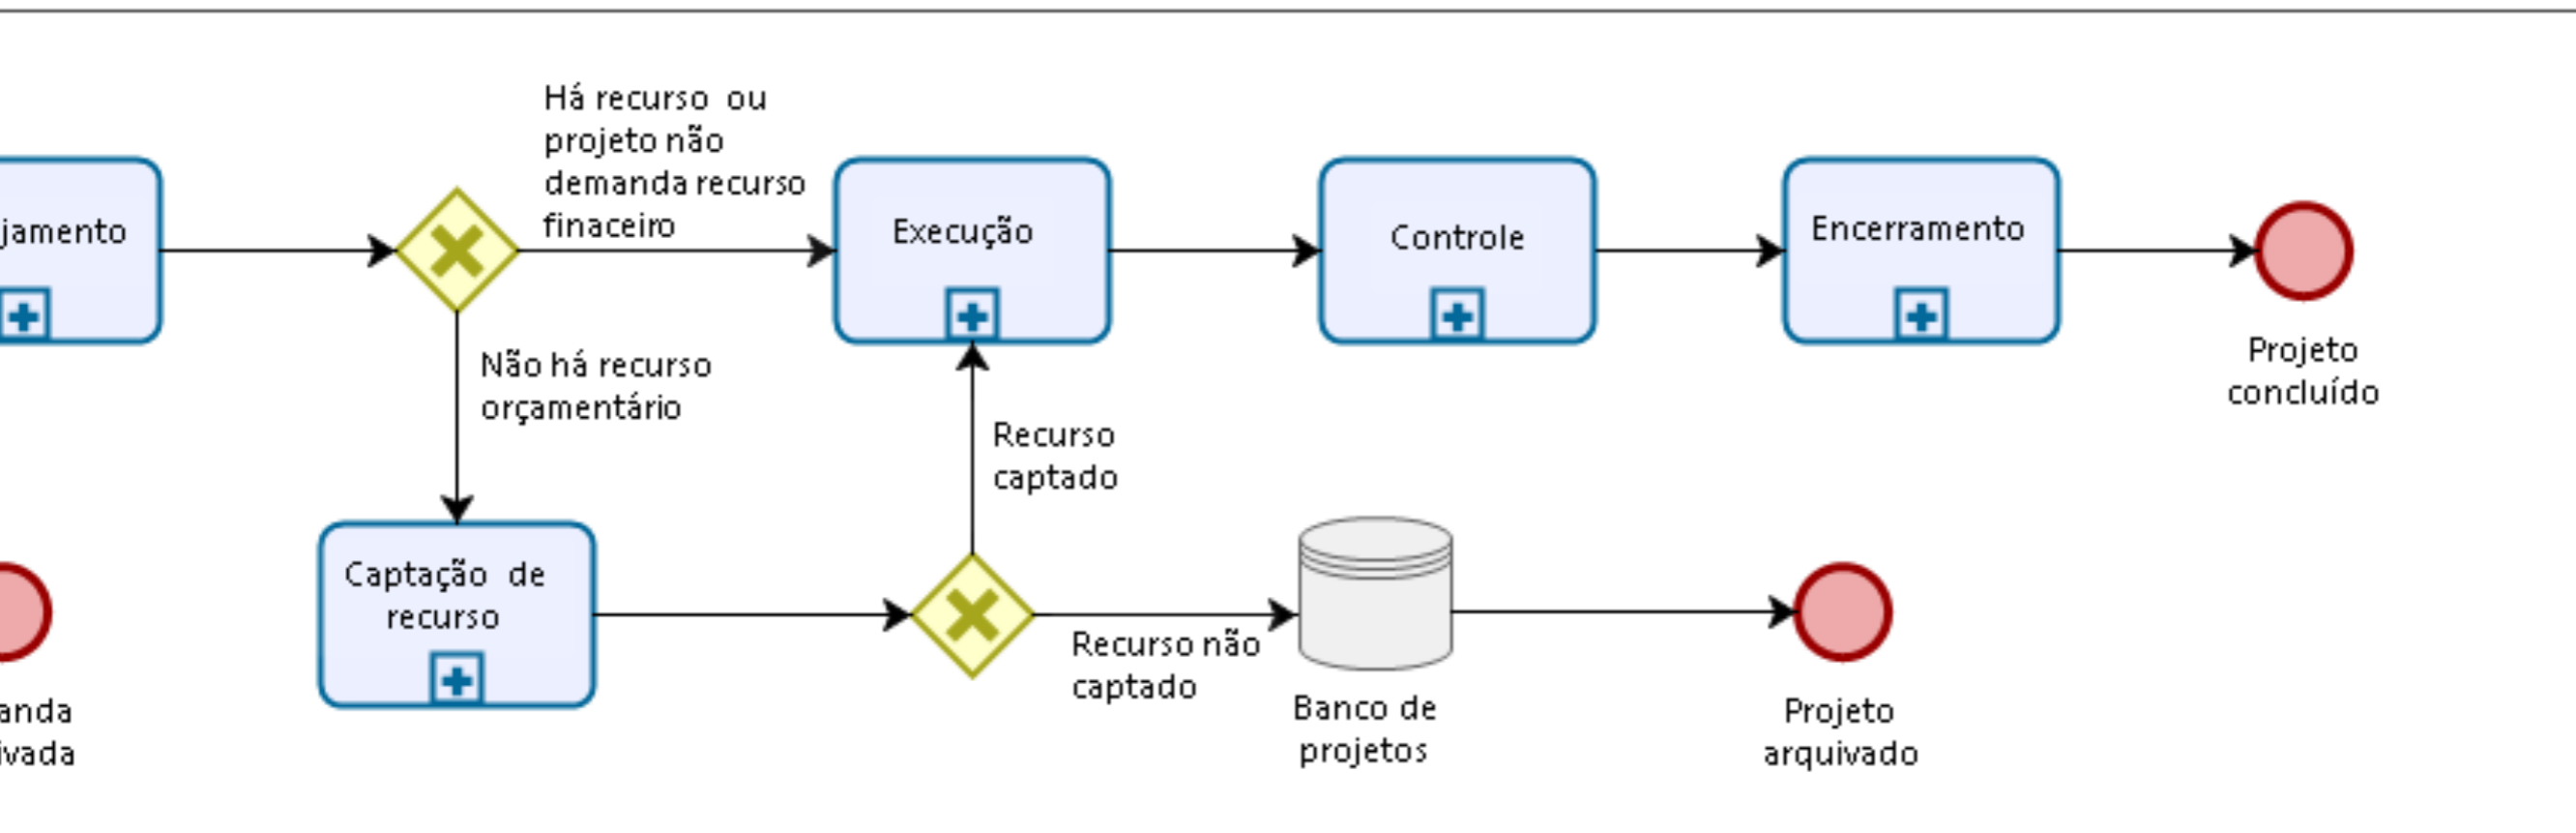 Há recurso ou
projeto não
demanda recurso
finaceiro
jamento
Execução
Controle
Encerramento
Projeto
concluído
Não há recurso
orçamentário
Recurso
captado
Captação de
recurso
Recurso não
captado
Banco de
projetos
Projeto
arquivado
anda
ivada